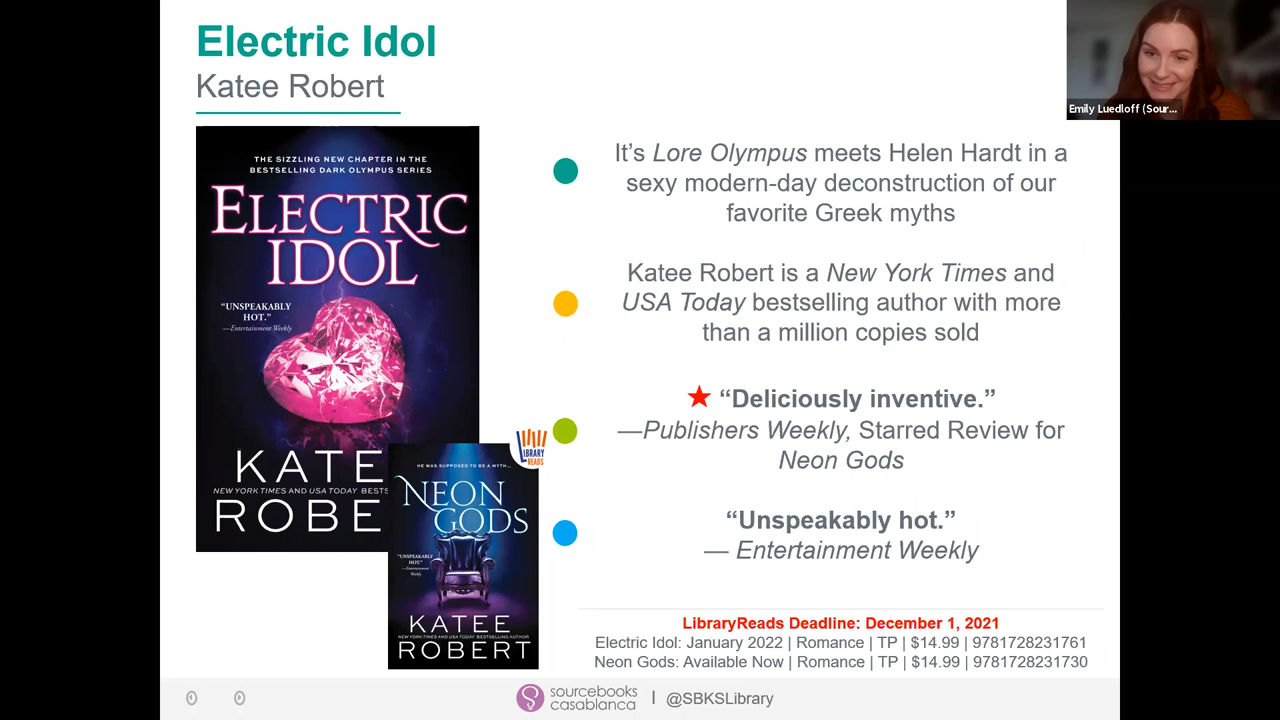 Electric Idol
Katee Robert
Emily Luedloff (Sour...
THE SIZZLING NEW CHAPTER IN THE
BESTSELLING DARK OLYMPUS SERIES
ELECTRIC
IDOL
"UNSPEAKABLY
HOT."
—Entertainment Weekly
KATE
NEW YORK TIMES AND USA TODAY BESTS
ROBE
LIBRARY
READS
HE WAS SUPPOSED TO BE A MYTH...
NEON
GODS
"UNSPEAKABLY
HOT."
—Entertainment
Weekly
KATEE
NEW YORK TIMES AND USA TODAY BESTSELLING AUTHOR
ROBERT
It's Lore Olympus meets Helen Hardt in a
sexy modern-day deconstruction of our
favorite Greek myths
Katee Robert is a New York Times and
USA Today bestselling author with more
than a million copies sold
“Deliciously inventive.”
—Publishers Weekly, Starred Review for
Neon Gods
“Unspeakably hot.”
— Entertainment Weekly
LibraryReads Deadline: December 1, 2021
Electric Idol: January 2022 | Romance | TP | $14.99 | 9781728231761
Neon Gods: Available Now | Romance | TP | $14.99 | 9781728231730
sourcebooks
casablanca
| @SBKSLibrary